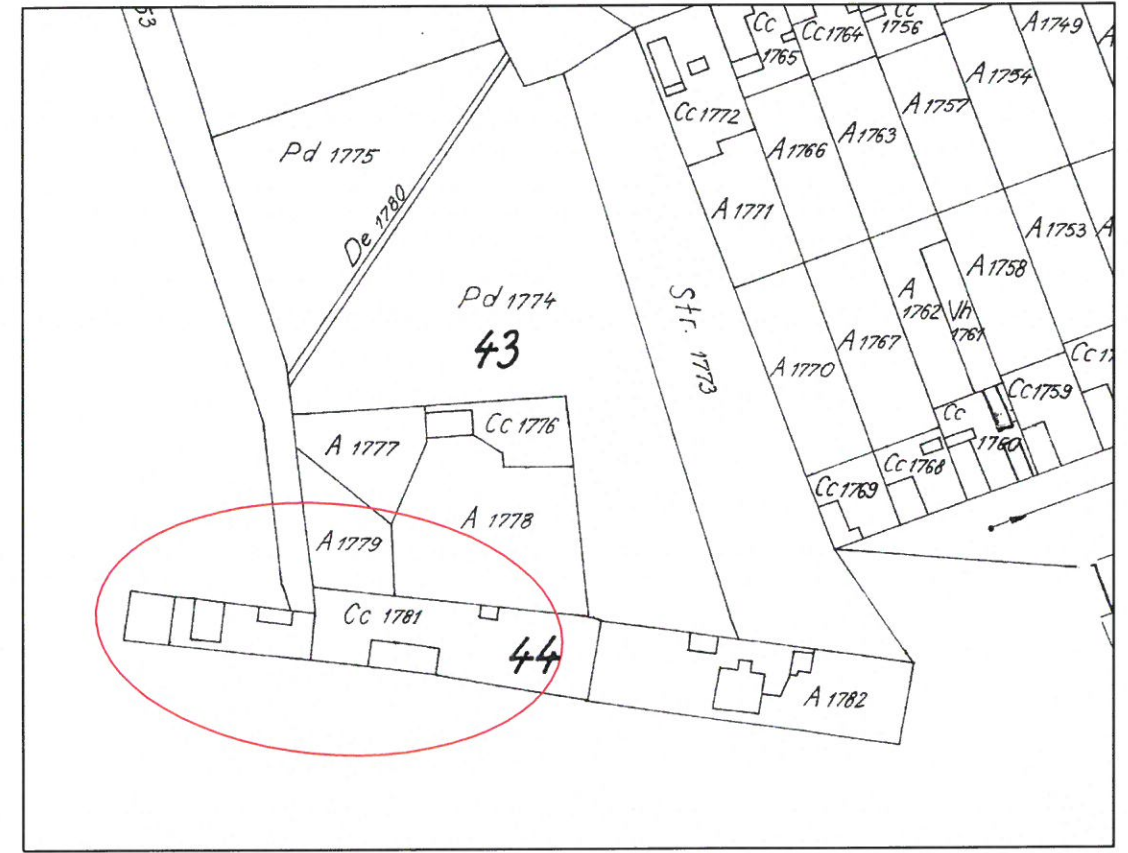 53
Cc
1765
Cc 1764
Cc
1756
A 1749
A
Pd 1775
Cc 1772
A 1766
A 1763
A 1757
A 1754
De 1780
A 1771
A 1753
A
Pd 1774
43
Str. 1773
A
1762
Vh
1761
A 1758
A 1770
A 1767
A 1777
Cc 1776
Cc
1760
Cc 1759
Cc 17
Cc 1768
Cc 1769
A 1778
A 1779
Cc 1781
44
A 1782